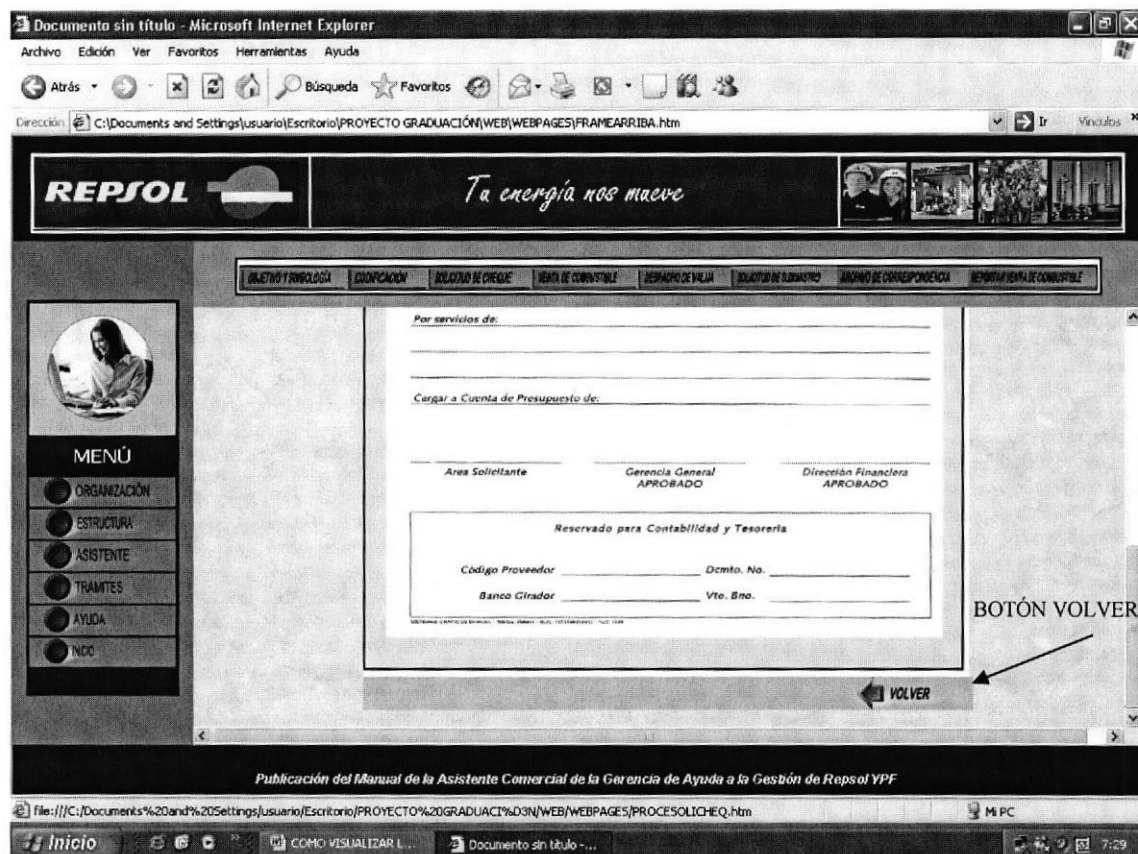 Documento sin título - Microsoft Internet Explorer
Archivo Edición Ver Favoritos Herramientas Ayuda
Atrás Búsqueda Favoritos
Dirección C:\Documents and Settings\usuario\Escritorio\PROYECTO GRADUACIÓN\WEB\WEBPAGES\FRAMEARRIBA.htm Ir Vínculos
REPSOL Tu energía nos mueve
OBJETIVO Y SIMBOLOGÍA CODIFICACIÓN SOLICITUD DE CHEQUE VENTA DE COMBUSTIBLE DESPACHO DE VALIJA SOLICITUD DE SUMINISTRO ARCHIVO DE CORRESPONDENCIA REPORTAR VENTA DE COMBUSTIBLE
Por servicios de:
Cargar a Cuenta de Presupuesto de:
MENÚ
ORGANIZACIÓN
ESTRUCTURA
ASISTENTE
TRAMITES
AYUDA
INICIO
Area Solicitante Gerencia General Dirección Financiera
APROBADO APROBADO
Reservado para Contabilidad y Tesorería
Código Proveedor Dcmto. No.
Banco Girador Vto. Bno.
BOTÓN VOLVER
VOLVER
Publicación del Manual de la Asistente Comercial de la Gerencia de Ayuda a la Gestión de Repsol YPF
file:///C:/Documents%20and%20Settings/usuario/Escritorio/PROYECTO%20GRADUACI%D3N/WEB/WEBPAGES/PROCESOLICHEQ.htm Mi PC
Inicio COMO VISUALIZAR L... Documento sin título -... 7:29